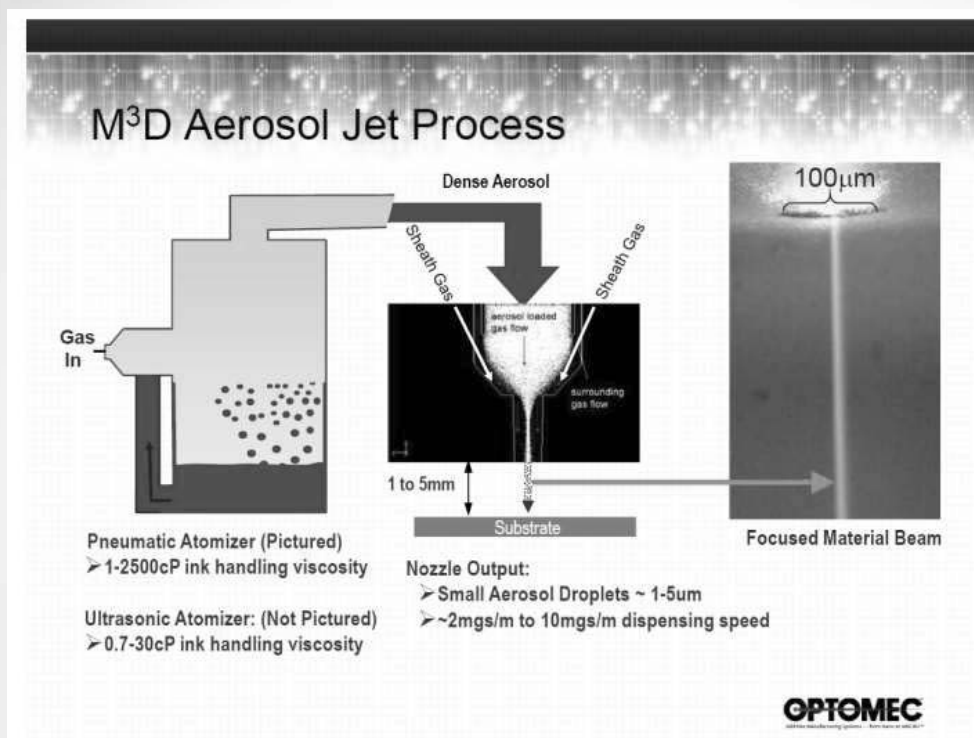 M³D Aerosol Jet Process
Dense Aerosol
100µm
Sheath Gas
Sheath Gas
Gas
In
aerosol loaded
gas flow
surrounding
gas flow
1 to 5mm
Substrate
Focused Material Beam
Pneumatic Atomizer (Pictured)
➢1-2500cP ink handling viscosity
Ultrasonic Atomizer: (Not Pictured)
➢0.7-30cP ink handling viscosity
Nozzle Output:
➢Small Aerosol Droplets ~ 1-5um
➢~2mgs/m to 10mgs/m dispensing speed
OPTOMEC